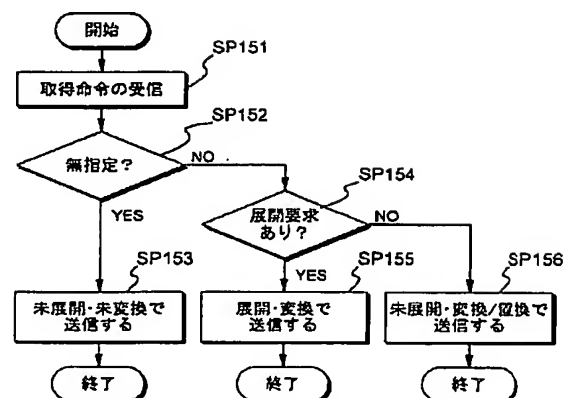 開始
SP151
取得命令の受信
SP152
無指定?
NO
SP154
YES
展開要求
あり?
NO
SP153
YES
SP155
SP156
未展開・未変換で
送信する
展開・変換で
送信する
未展開・変換/置換で
送信する
終了
終了
終了